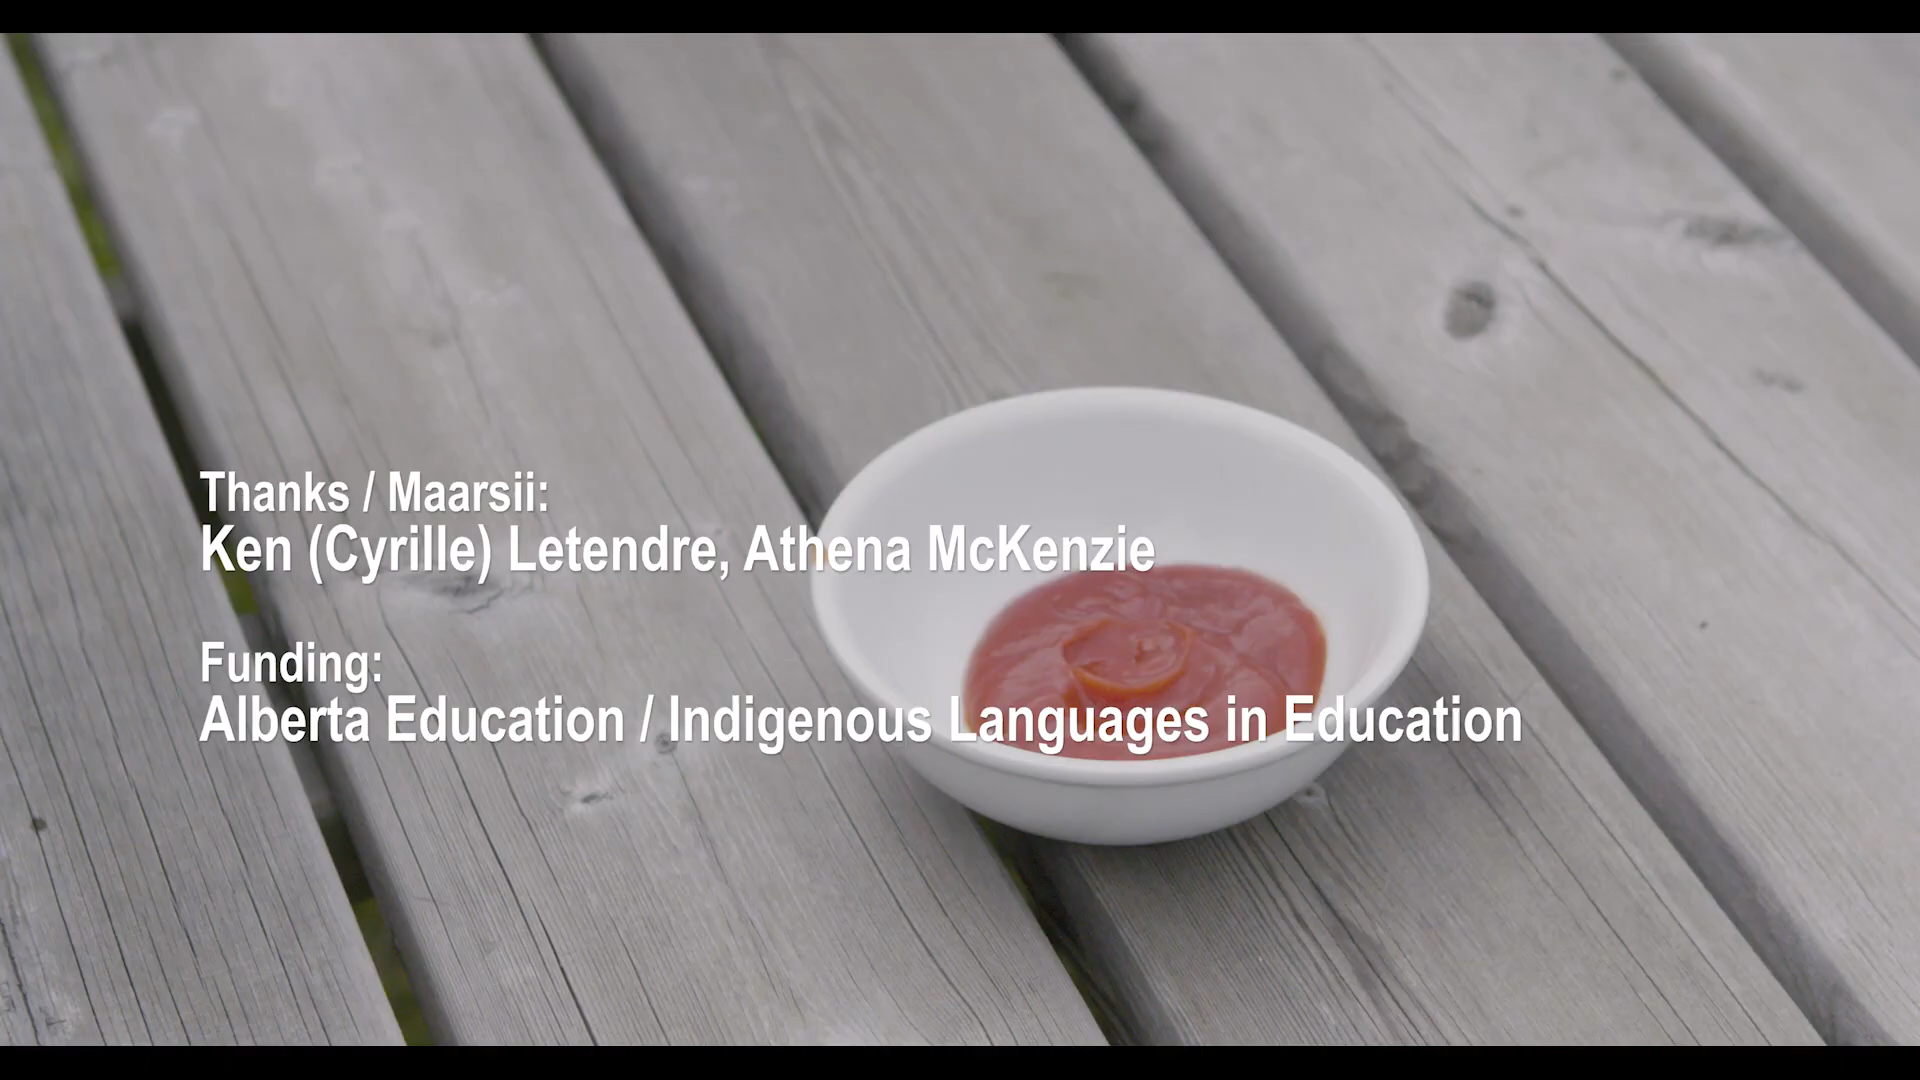 Thanks / Maarsii:
Ken (Cyrille) Letendre, Athena McKenzie
Funding:
Alberta Education / Indigenous Languages in Education